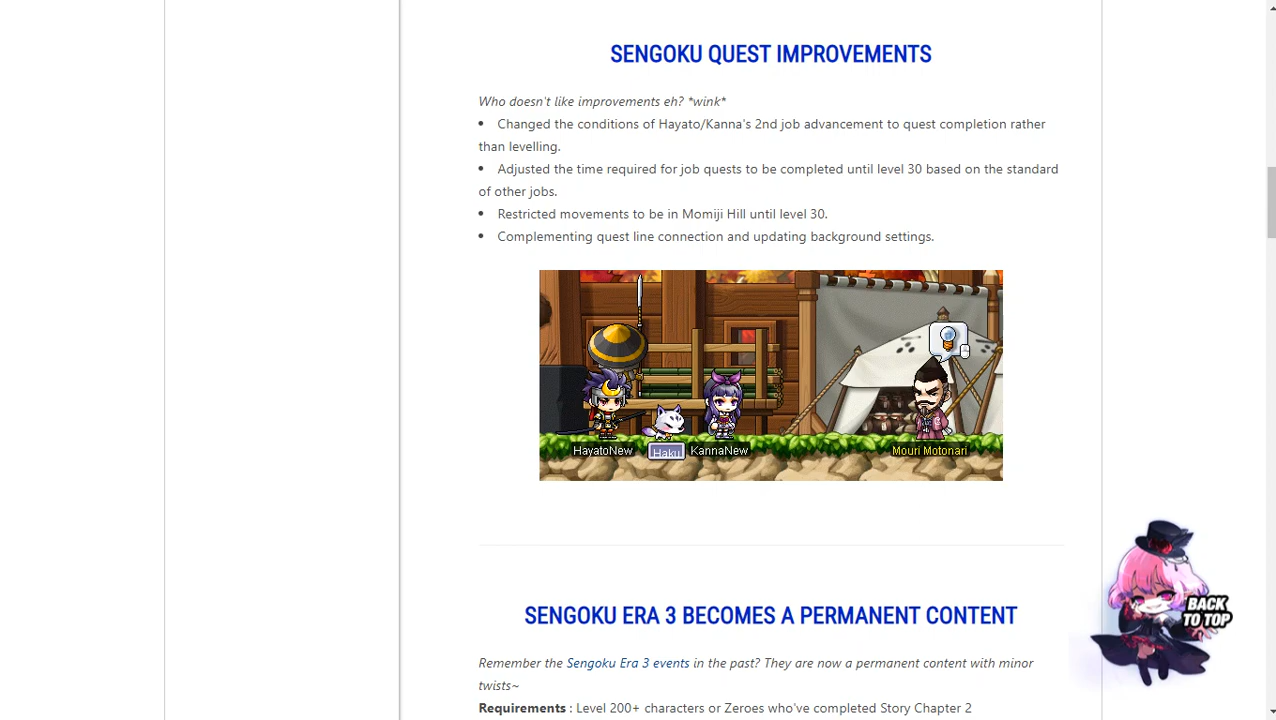 SENGOKU QUEST IMPROVEMENTS
Who doesn't like improvements eh? *wink*
• Changed the conditions of Hayato/Kanna's 2nd job advancement to quest completion rather
than levelling.
• Adjusted the time required for job quests to be completed until level 30 based on the standard
of other jobs.
• Restricted movements to be in Momiji Hill until level 30.
• Complementing quest line connection and updating background settings.
HayatoNew
Haku
KannaNew
Mouri Motonari
BACK
TO TOP
SENGOKU ERA 3 BECOMES A PERMANENT CONTENT
Remember the Sengoku Era 3 events in the past? They are now a permanent content with minor
twists~
Requirements : Level 200+ characters or Zeroes who've completed Story Chapter 2